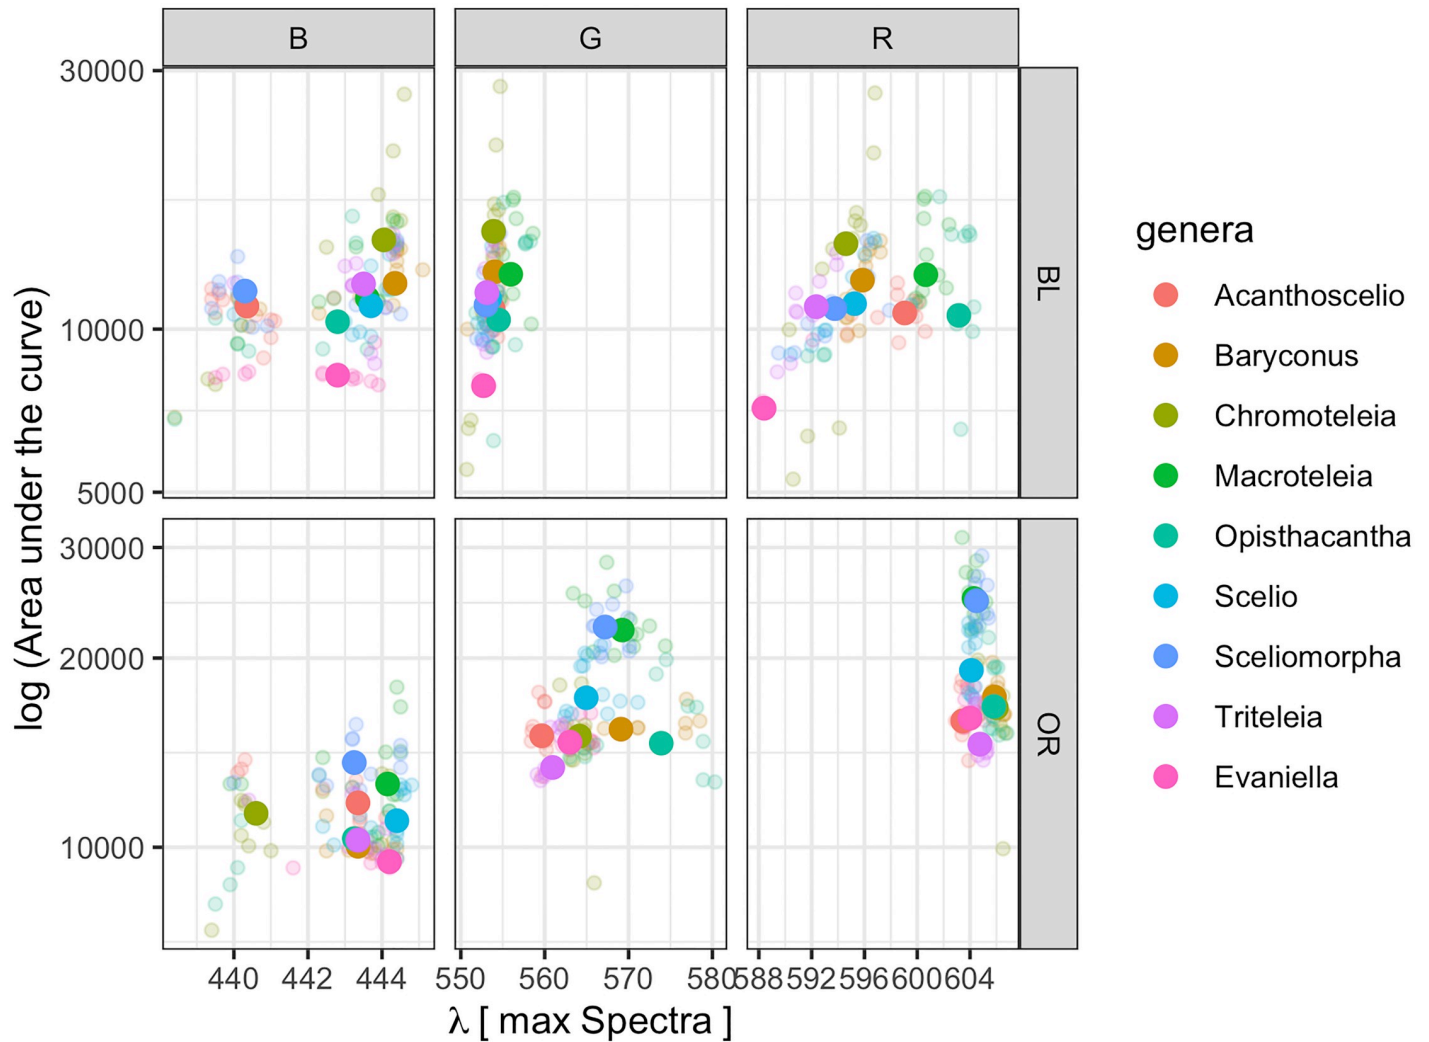 B G R
30000
10000
5000
BL
30000
20000
10000
OR
440 442 444 550 560 570 580 588 592 596 600 604
log (Area under the curve)
λ [ max Spectra ]
genera
Acanthoscelio
Baryconus
Chromoteleia
Macroteleia
Opisthacantha
Scelio
Sceliomorpha
Triteleia
Evaniella